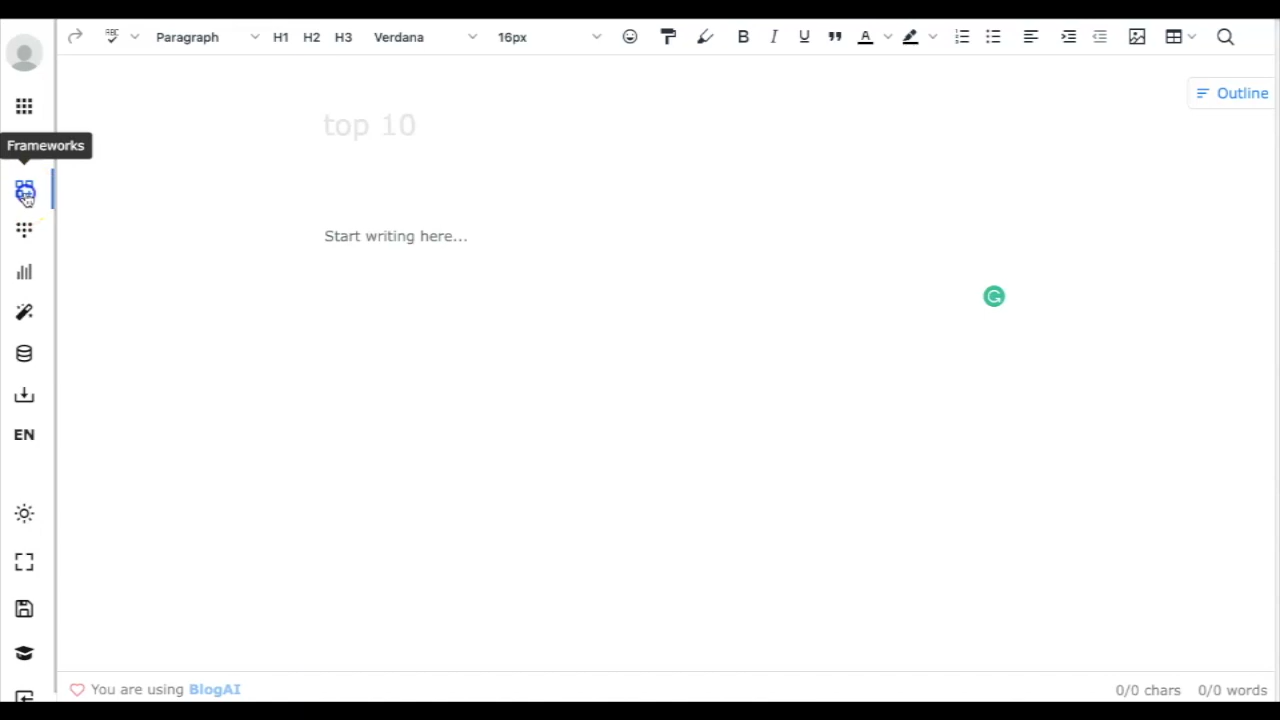 ABC Paragraph H1 H2 H3 Verdana 16px B I U A
Outline
top 10
Frameworks
Start writing here...
EN
You are using BlogAI
0/0 chars 0/0 words